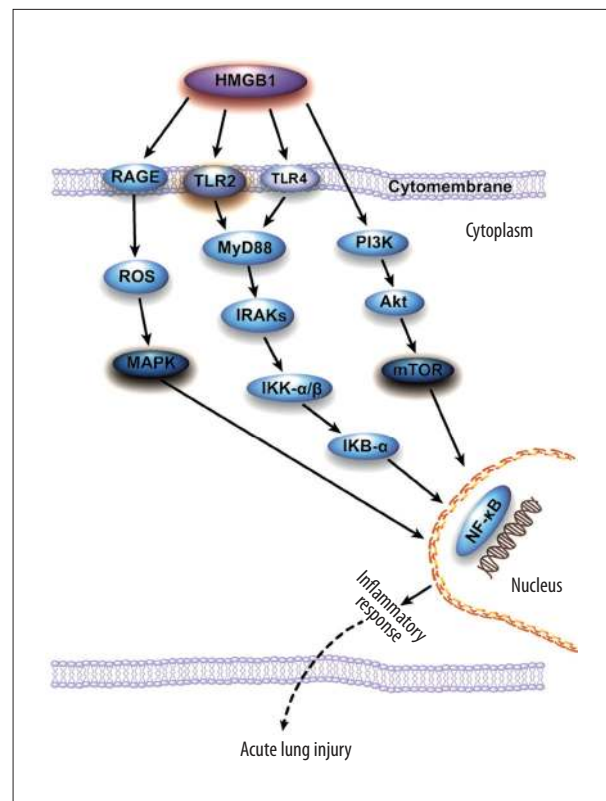 HMGB1
RAGE
TLR2
TLR4
Cytomembrane
Cytoplasm
MyD88
PI3K
ROS
Akt
IRAKs
MAPK
mTOR
IKK-α/β
IKB-α
NF-κB
Nucleus
Inflammatory
response
Acute lung injury